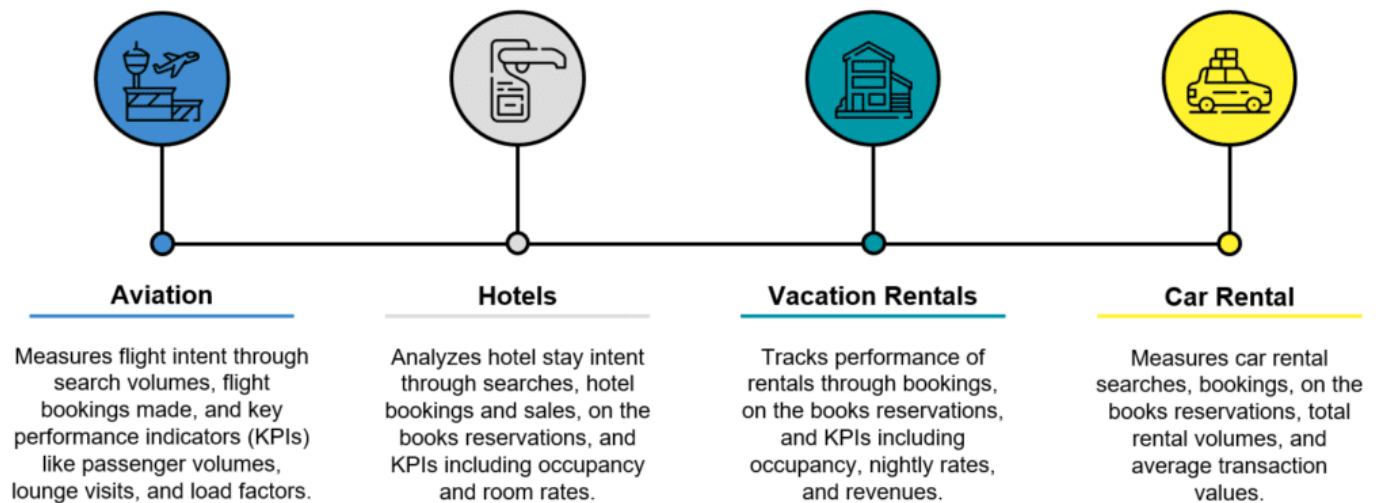 Aviation
Measures flight intent through
search volumes, flight
bookings made, and key
performance indicators (KPIs)
like passenger volumes,
lounge visits, and load factors.
Hotels
Analyzes hotel stay intent
through searches, hotel
bookings and sales, on the
books reservations, and
KPIs including occupancy
and room rates.
Vacation Rentals
Tracks performance of
rentals through bookings,
on the books reservations,
and KPIs including
occupancy, nightly rates,
and revenues.
Car Rental
Measures car rental
searches, bookings, on the
books reservations, total
rental volumes, and
average transaction
values.